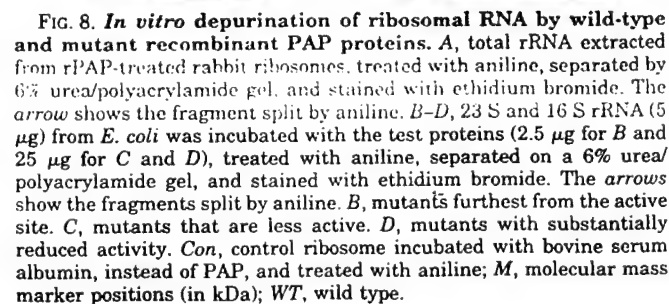 FIG. 8. In vitro depurination of ribosomal RNA by wild-type
and mutant recombinant PAP proteins. A, total rRNA extracted
from rPAP-treated rabbit ribosomes, treated with aniline, separated by
6% urea/polyacrylamide gel, and stained with ethidium bromide. The
arrow shows the fragment split by aniline. B–D, 23 S and 16 S rRNA (5
μg) from E. coli was incubated with the test proteins (2.5 μg for B and
25 μg for C and D), treated with aniline, separated on a 6% urea/
polyacrylamide gel, and stained with ethidium bromide. The arrows
show the fragments split by aniline. B, mutants furthest from the active
site. C, mutants that are less active. D, mutants with substantially
reduced activity. Con, control ribosome incubated with bovine serum
albumin, instead of PAP, and treated with aniline; M, molecular mass
marker positions (in kDa); WT, wild type.